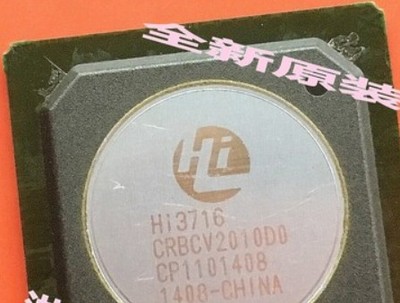 全新原装
Hi
Hi3716
CRBCV2010D0
CP1101408
1408-CHINA